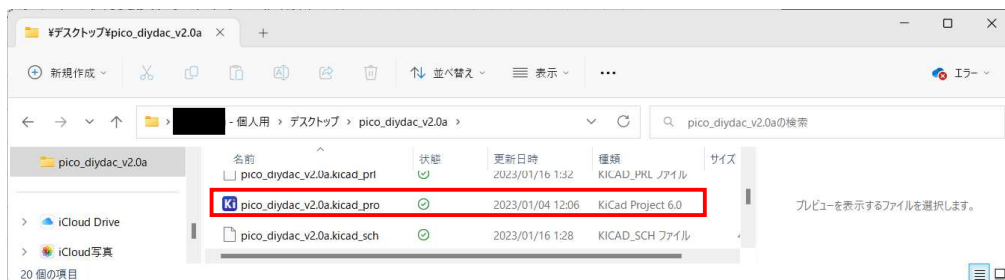 ¥デスクトップ¥pico_diydac_v2.0a
新規作成
並べ替え
表示
エラー
- 個人用 › デスクトップ › pico_diydac_v2.0a ›
pico_diydac_v2.0aの検索
pico_diydac_v2.0a
iCloud Drive
iCloud写真
名前 状態 更新日時 種類 サイズ
pico_diydac_v2.0a.kicad_prl 2023/01/16 1:32 KICAD_PRL ファイル
Ki pico_diydac_v2.0a.kicad_pro 2023/01/04 12:06 KiCad Project 6.0
pico_diydac_v2.0a.kicad_sch 2023/01/16 1:28 KICAD_SCH ファイル
プレビューを表示するファイルを選択します。
20 個の項目